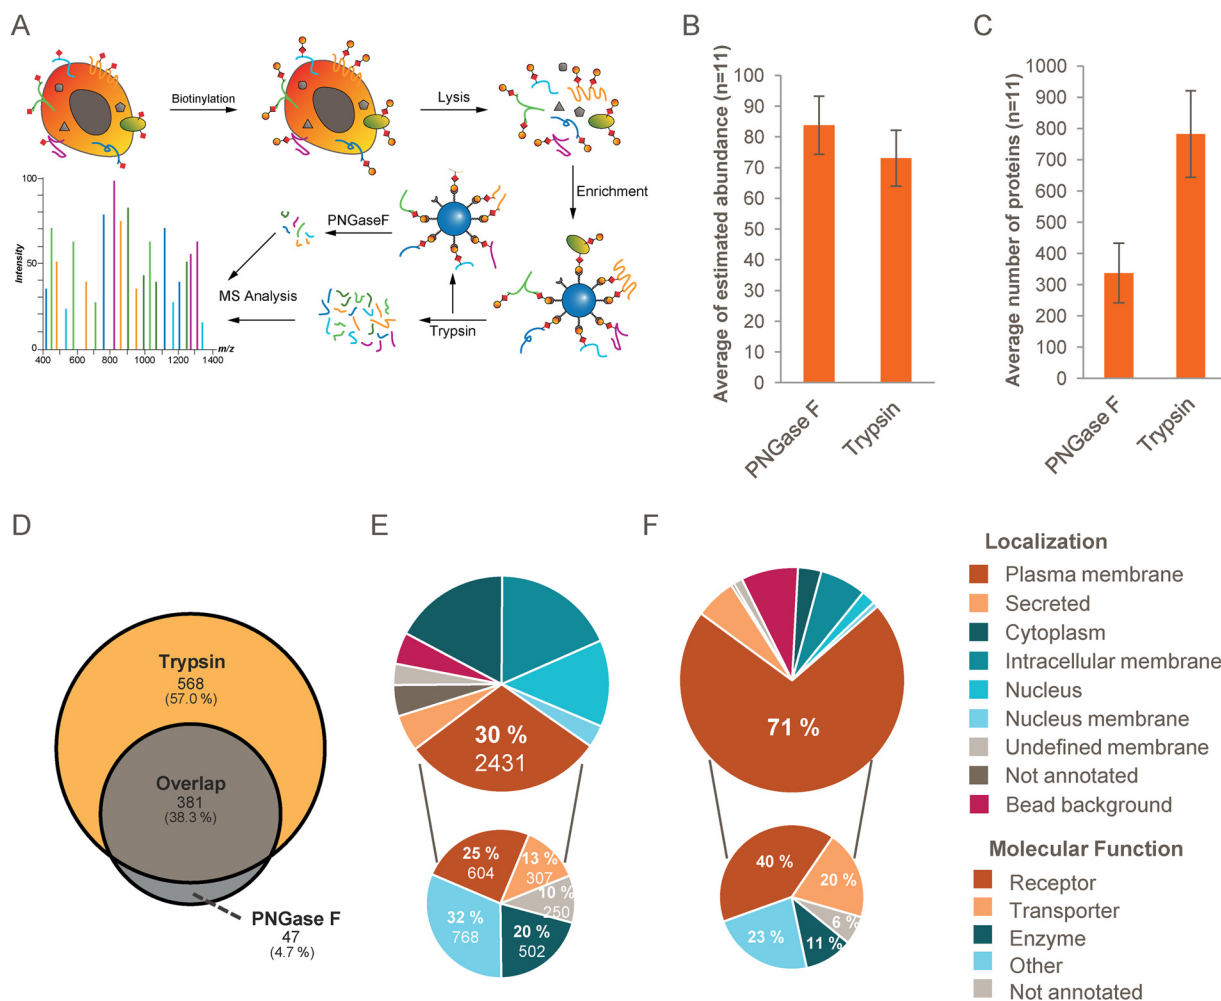 A
Biotinylation
Lysis
Enrichment
PNGaseF
MS Analysis
Trypsin
Intensity
100
50
0
400 600 800 1000 1200 1400
m/z
B
Average of estimated abundance (n=11)
100
90
80
70
60
50
40
30
20
10
0
PNGase F
Trypsin
C
Average number of proteins (n=11)
1000
900
800
700
600
500
400
300
200
100
0
PNGase F
Trypsin
D
Trypsin
568
(57.0 %)
Overlap
381
(38.3 %)
PNGase F
47
(4.7 %)
E
30 %
2431
25 %
604
13 %
307
10 %
250
20 %
502
32 %
768
F
71 %
40 %
20 %
6 %
11 %
23 %
Localization
Plasma membrane
Secreted
Cytoplasm
Intracellular membrane
Nucleus
Nucleus membrane
Undefined membrane
Not annotated
Bead background
Molecular Function
Receptor
Transporter
Enzyme
Other
Not annotated